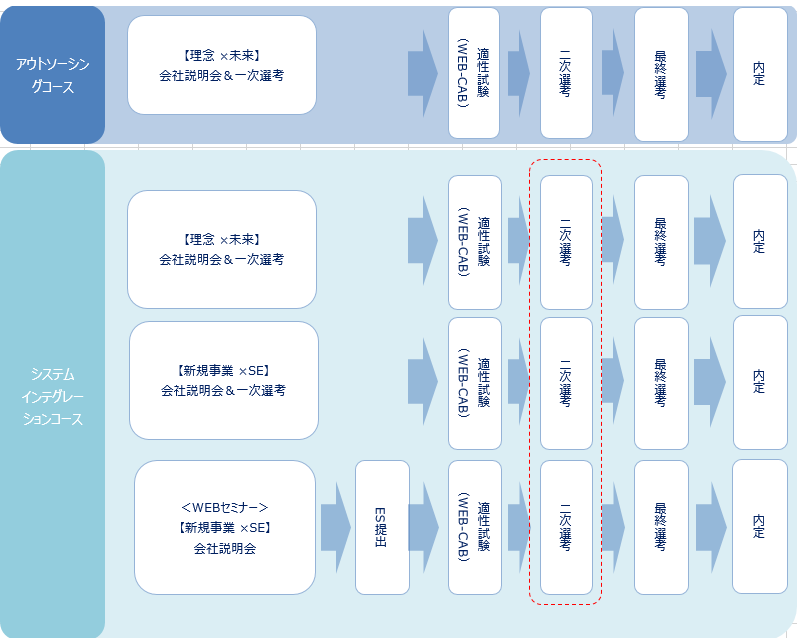 アウトソーシン
グコース
【理念 ×未来】
会社説明会＆一次選考
適性試験
（WEB-CAB）
二次選考
最終選考
内定
システム
インテグレー
ションコース
【理念 ×未来】
会社説明会＆一次選考
適性試験
（WEB-CAB）
二次選考
最終選考
内定
【新規事業 ×SE】
会社説明会＆一次選考
適性試験
（WEB-CAB）
二次選考
最終選考
内定
＜WEBセミナー＞
【新規事業 ×SE】
会社説明会
ES提出
適性試験
（WEB-CAB）
二次選考
最終選考
内定